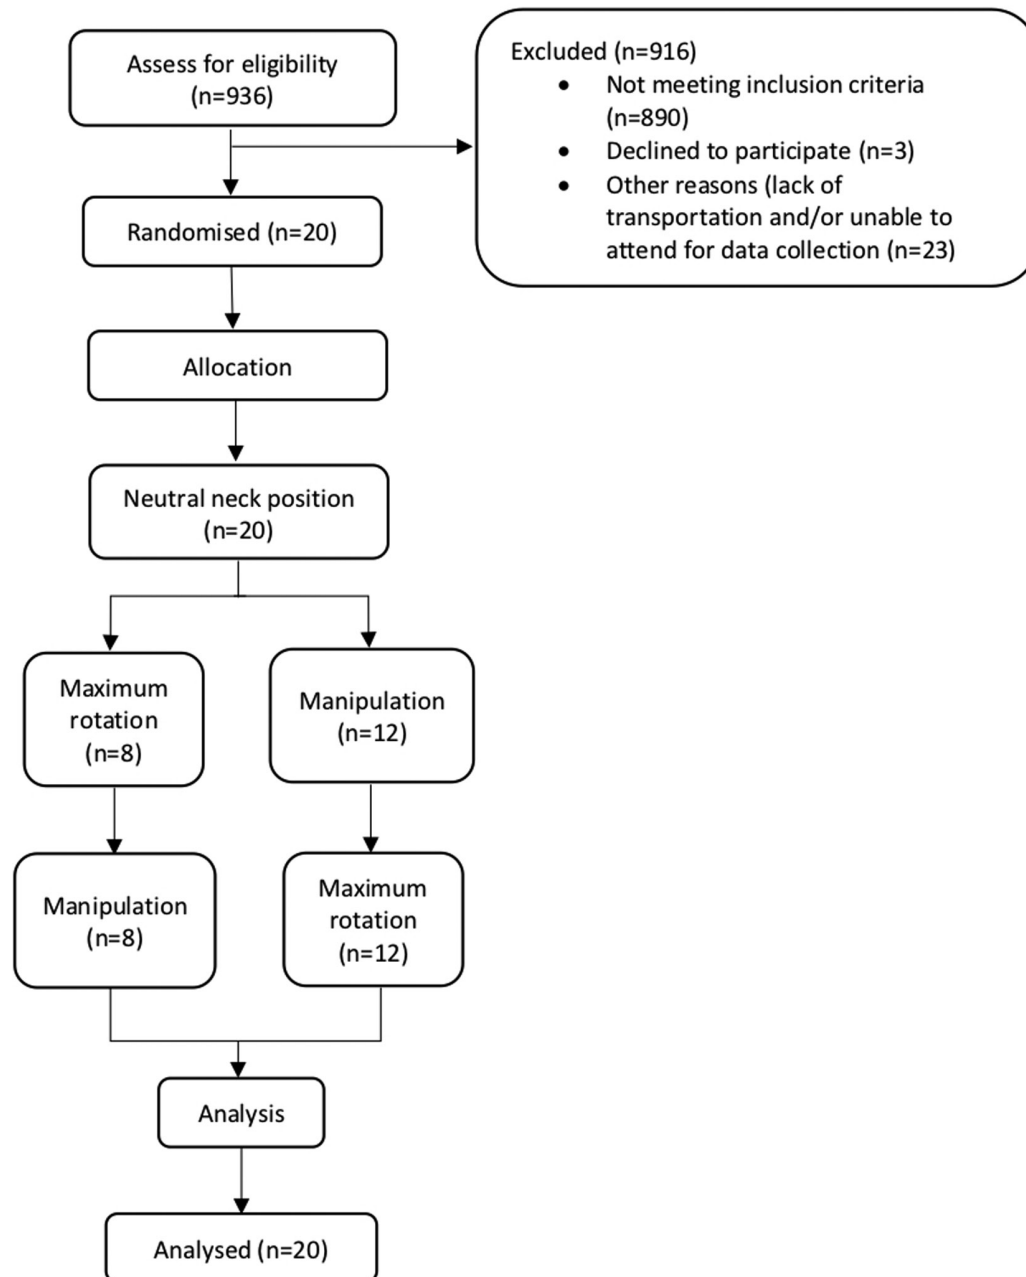 Assess for eligibility
(n=936)
Excluded (n=916)
• Not meeting inclusion criteria
(n=890)
• Declined to participate (n=3)
• Other reasons (lack of
transportation and/or unable to
attend for data collection (n=23)
Randomised (n=20)
Allocation
Neutral neck position
(n=20)
Maximum
rotation
(n=8)
Manipulation
(n=12)
Manipulation
(n=8)
Maximum
rotation
(n=12)
Analysis
Analysed (n=20)